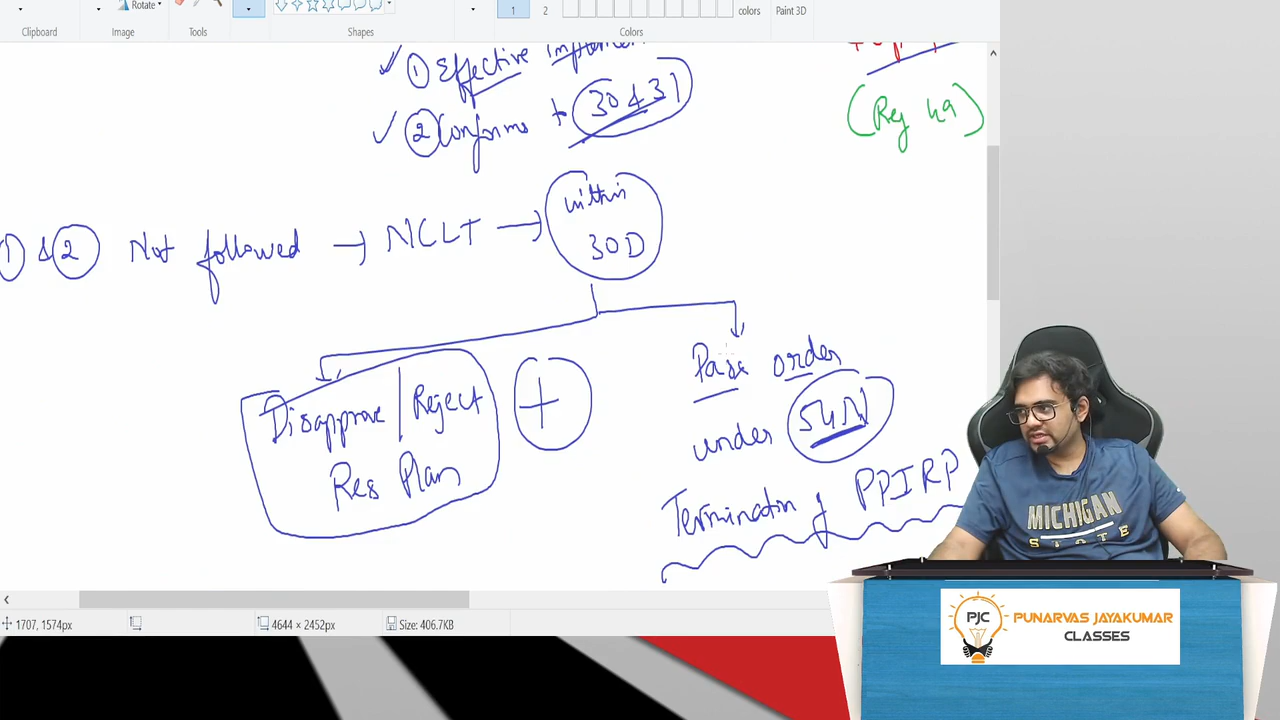 Rotate
1
2
colors
Paint 3D
Clipboard
Image
Tools
Shapes
Colors
① Effective
② Conforms to 30 & 31
(Reg 49)
① & ② Not followed → NCLT → within 30D
Disapprove / Reject
Res Plan
+
Pass order
under 54N
Termination of PPIRP
MICHIGAN
STATE
1707, 1574px
4644 × 2452px
Size: 406.7KB
PJC
PUNARVAS JAYAKUMAR
CLASSES